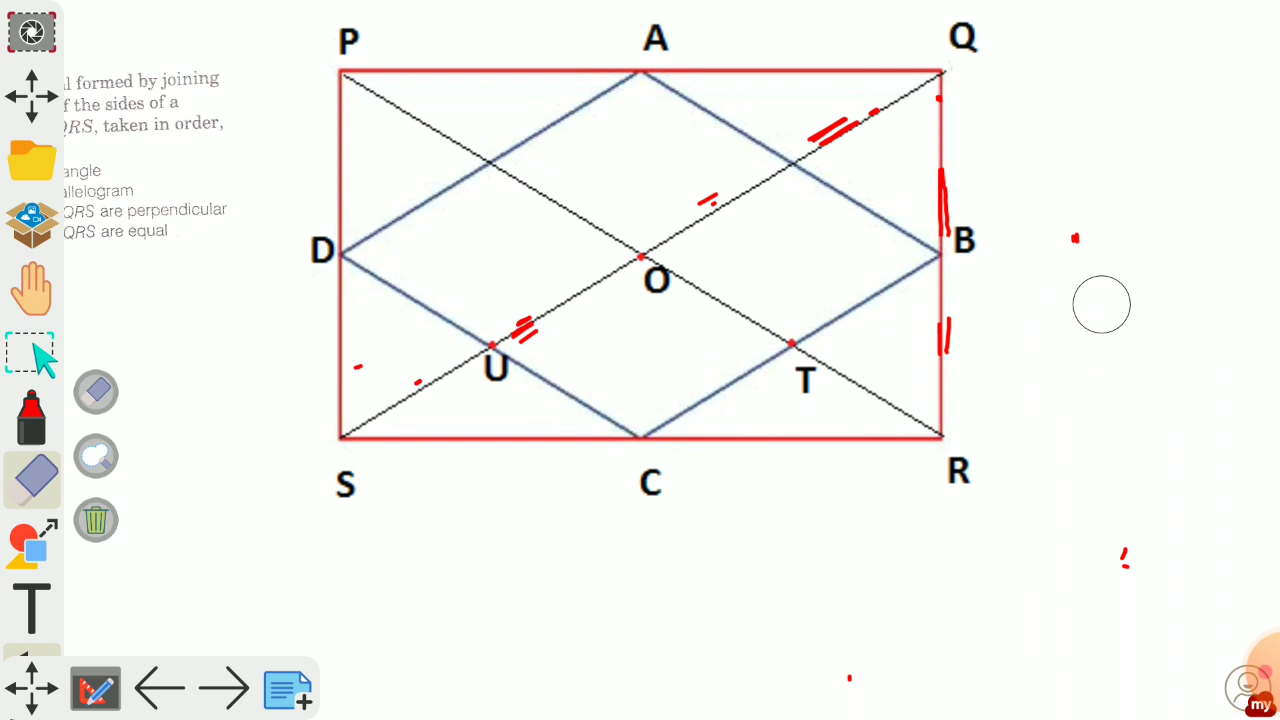 P A Q
l formed by joining
f the sides of a
QRS, taken in order,
angle
allelogram
QRS are perpendicular
QRS are equal
D B
O
U T
S C R
T
my